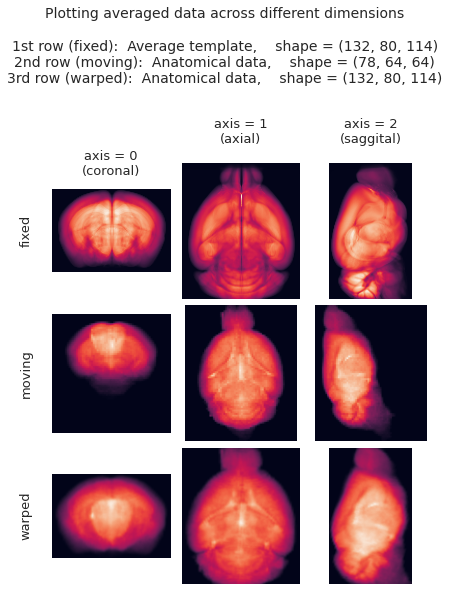 Plotting averaged data across different dimensions
1st row (fixed):  Average template,    shape = (132, 80, 114)
2nd row (moving):  Anatomical data,    shape = (78, 64, 64)
3rd row (warped):  Anatomical data,    shape = (132, 80, 114)
axis = 0
(coronal)
axis = 1
(axial)
axis = 2
(saggital)
fixed
moving
warped